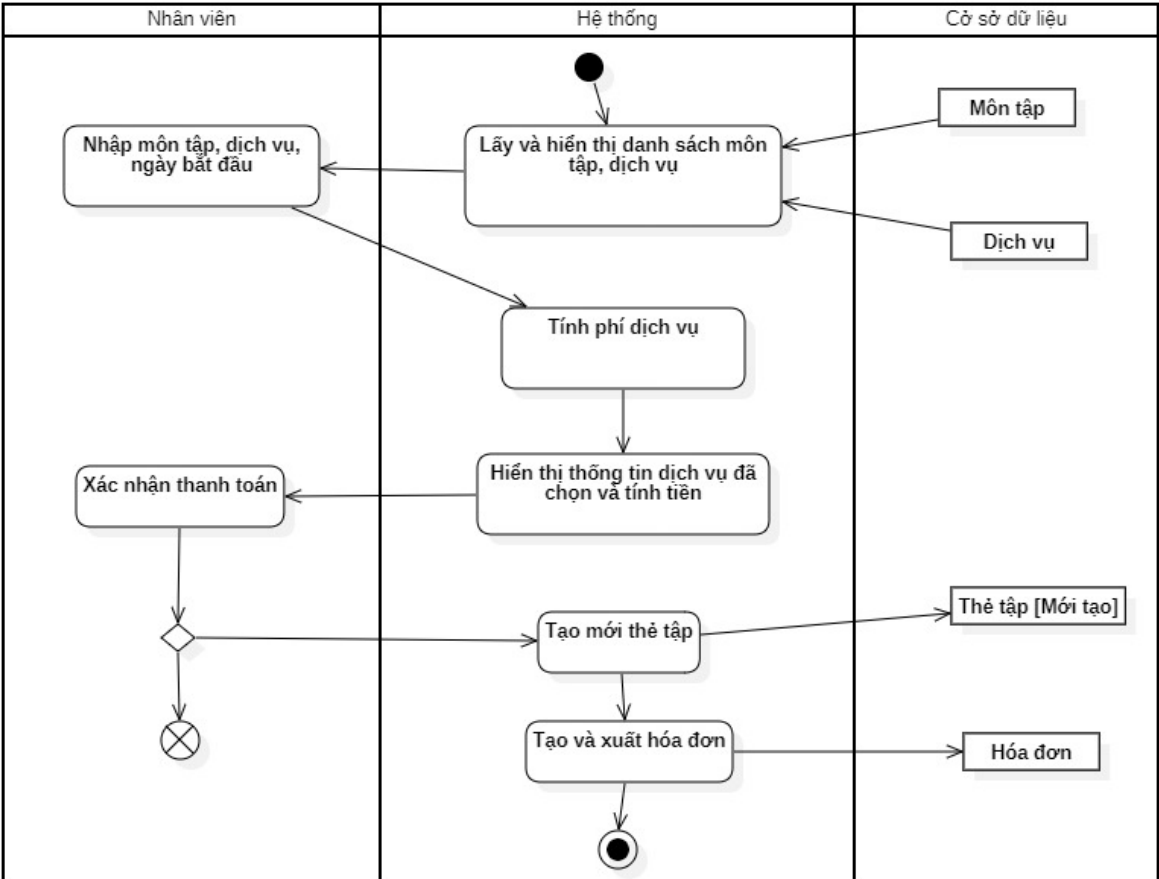 Nhân viên
Hệ thống
Cở sở dữ liệu
Môn tập
Nhập môn tập, dịch vụ,
ngày bắt đầu
Lấy và hiển thị danh sách môn
tập, dịch vụ
Dịch vụ
Tính phí dịch vụ
Hiển thị thống tin dịch vụ đã
chọn và tính tiền
Xác nhận thanh toán
Tạo mới thẻ tập
Thẻ tập [Mới tạo]
Tạo và xuất hóa đơn
Hóa đơn